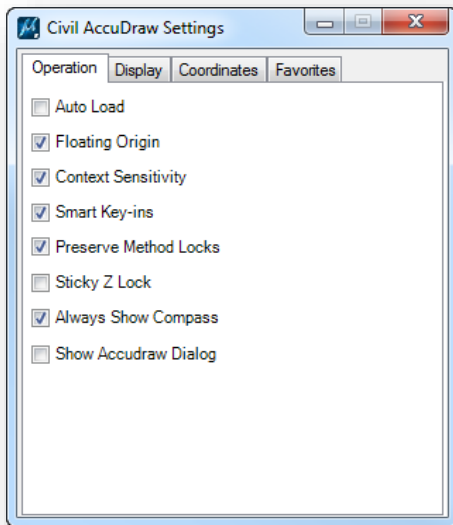 Civil AccuDraw Settings
Operation Display Coordinates Favorites
Auto Load
Floating Origin
Context Sensitivity
Smart Key-ins
Preserve Method Locks
Sticky Z Lock
Always Show Compass
Show Accudraw Dialog